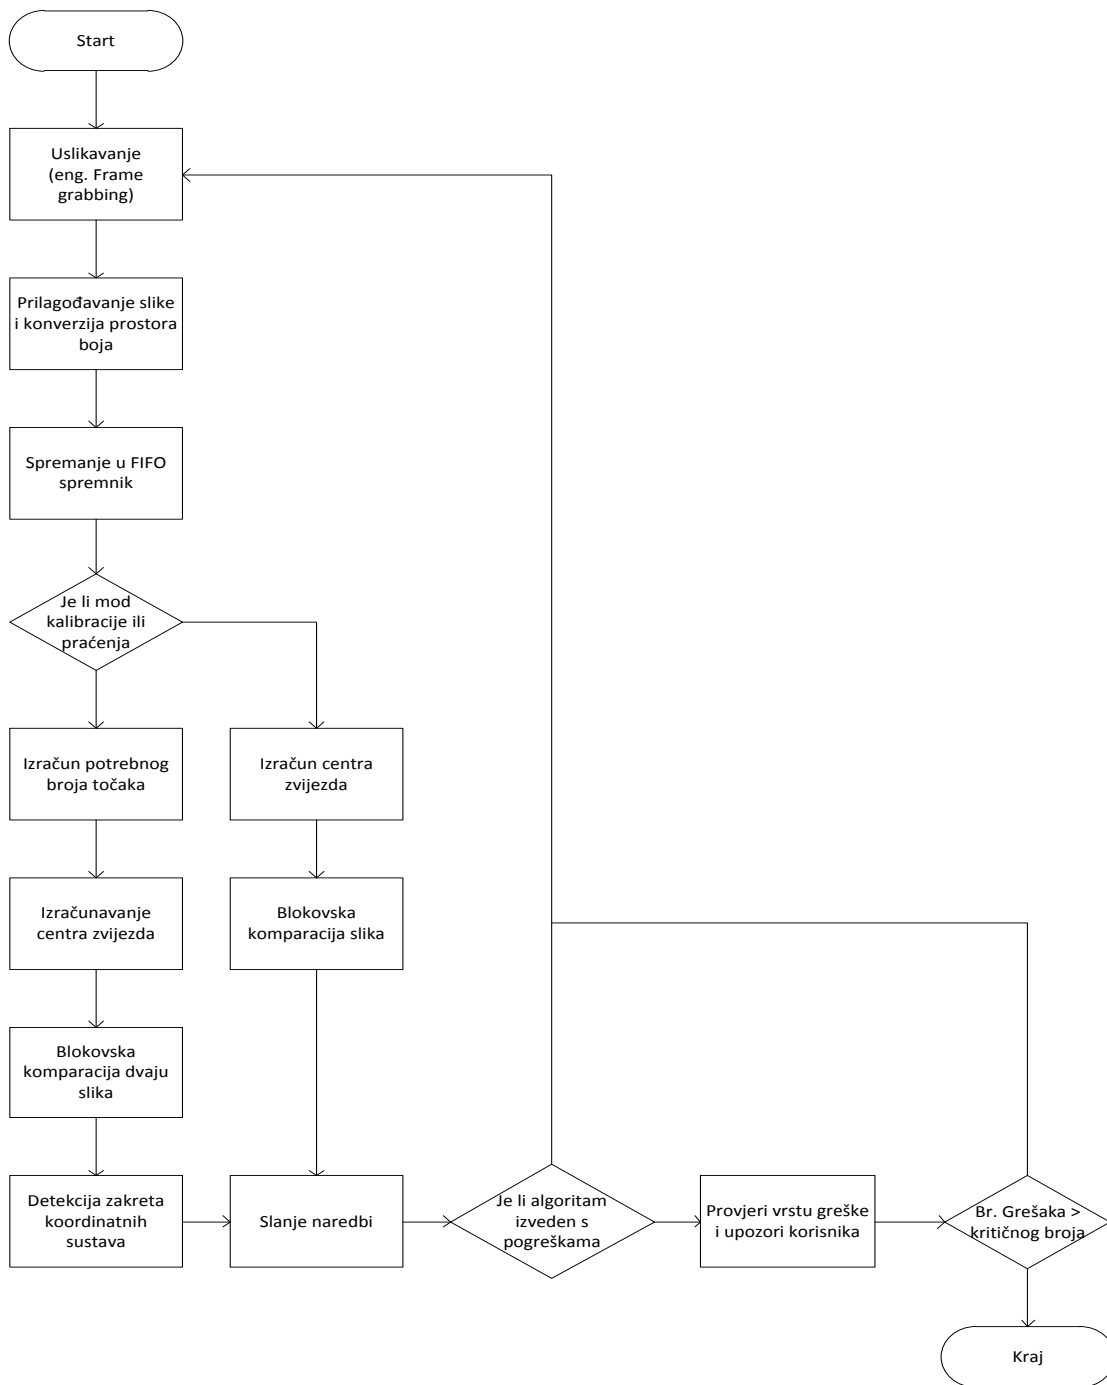 Start
Uslikavanje
(eng. Frame
grabbing)
Prilagođavanje slike
i konverzija prostora
boja
Spremanje u FIFO
spremnik
Je li mod
kalibracije ili
praćenja
Izračun potrebnog
broja točaka
Izračun centra
zvijezda
Izračunavanje
centra zvijezda
Blokovska
komparacija slika
Blokovska
komparacija dvaju
slika
Detekcija zakreta
koordinatnih
sustava
Slanje naredbi
Je li algoritam
izveden s
pogreškama
Provjeri vrstu greške
i upozori korisnika
Br. Grešaka >
kritičnog broja
Kraj